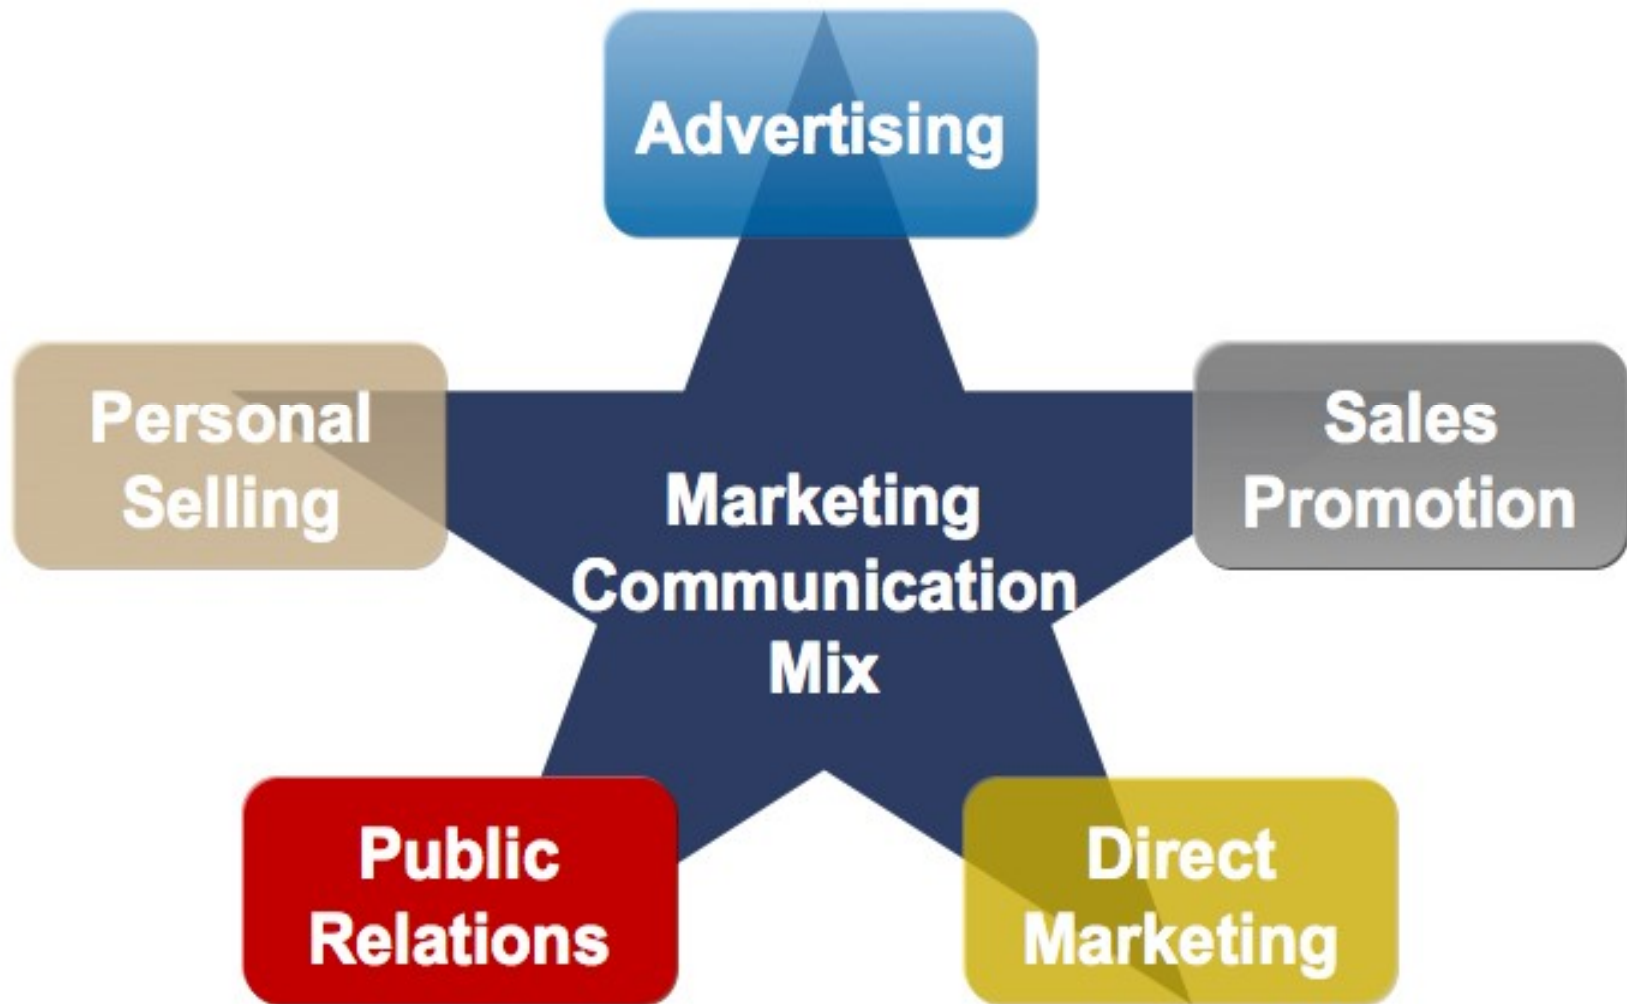 Advertising
Personal
Selling
Sales
Promotion
Marketing
Communication
Mix
Public
Relations
Direct
Marketing